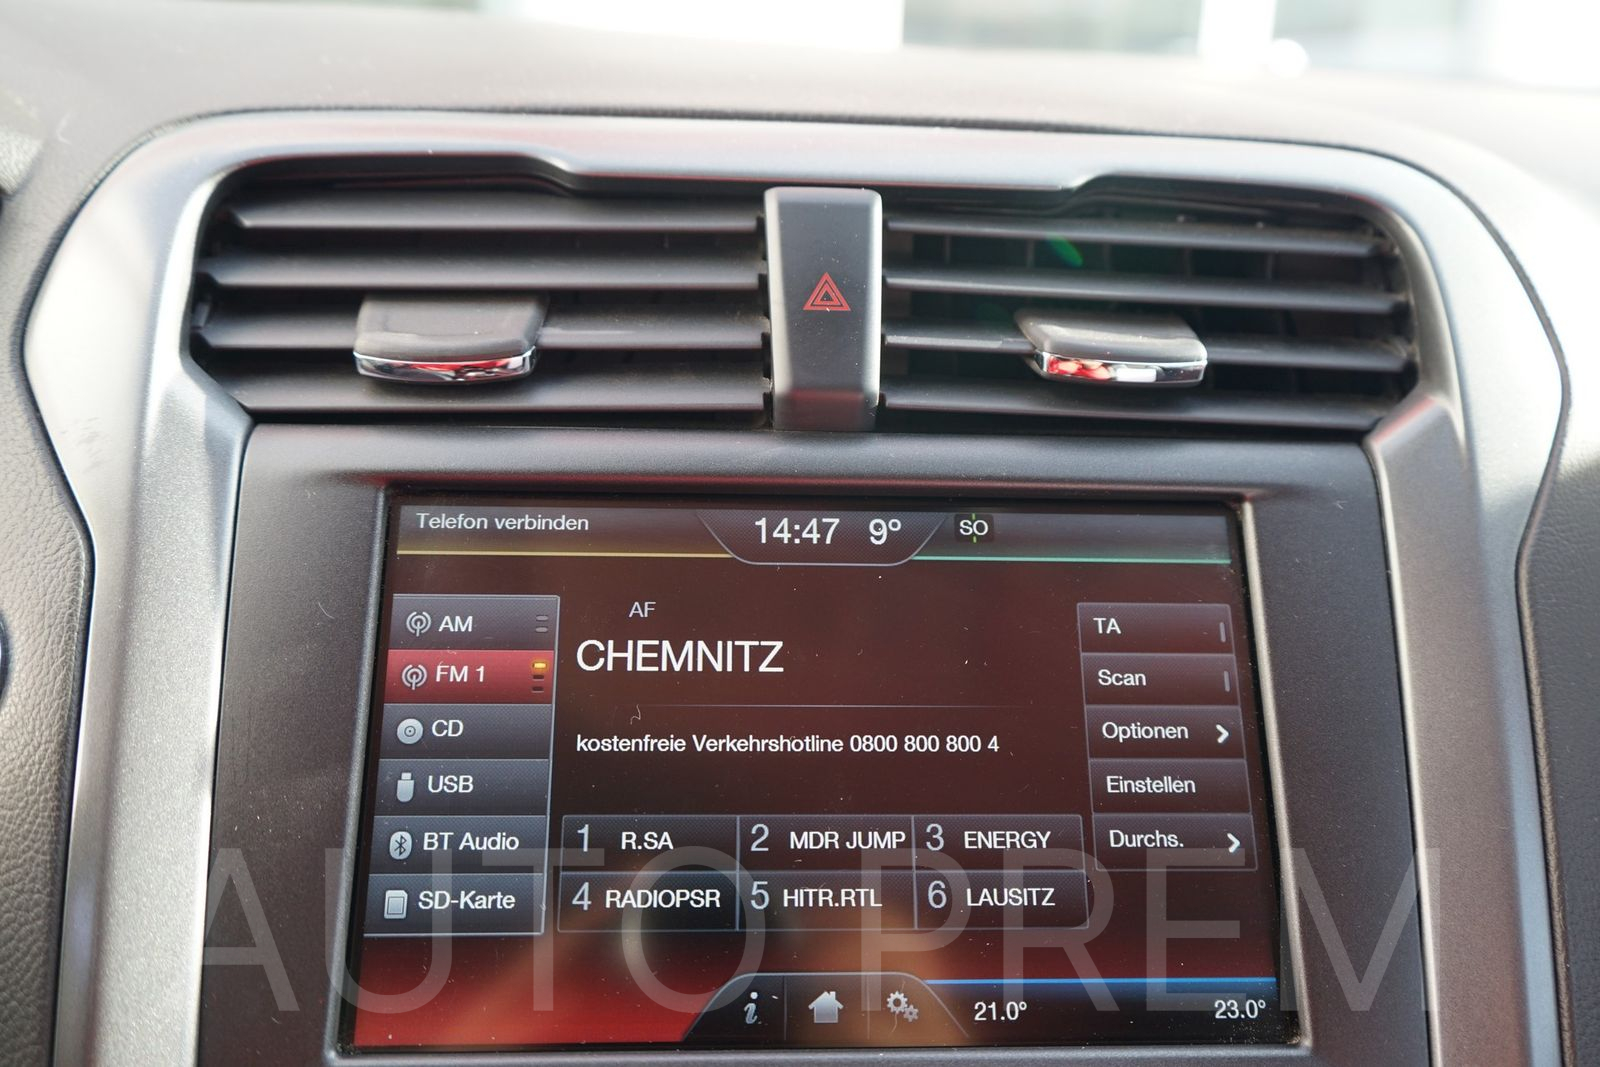 Telefon verbinden
14:47 9° SO
AM
FM 1
CD
USB
BT Audio
SD-Karte
AF
CHEMNITZ
kostenfreie Verkehrshotline 0800 800 800 4
1 R.SA
2 MDR JUMP
3 ENERGY
4 RADIOPSR
5 HITR.RTL
6 LAUSITZ
TA
Scan
Optionen
Einstellen
Durchs.
i
21.0° 23.0°
AUTO PREM